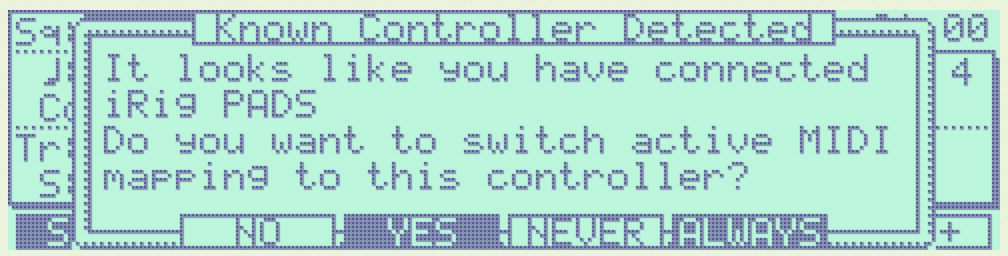 Known Controller Detected
00
It looks like you have connected
4
iRig PADS
Do you want to switch active MIDI
mapping to this controller?
NO YES NEVER ALWAYS +